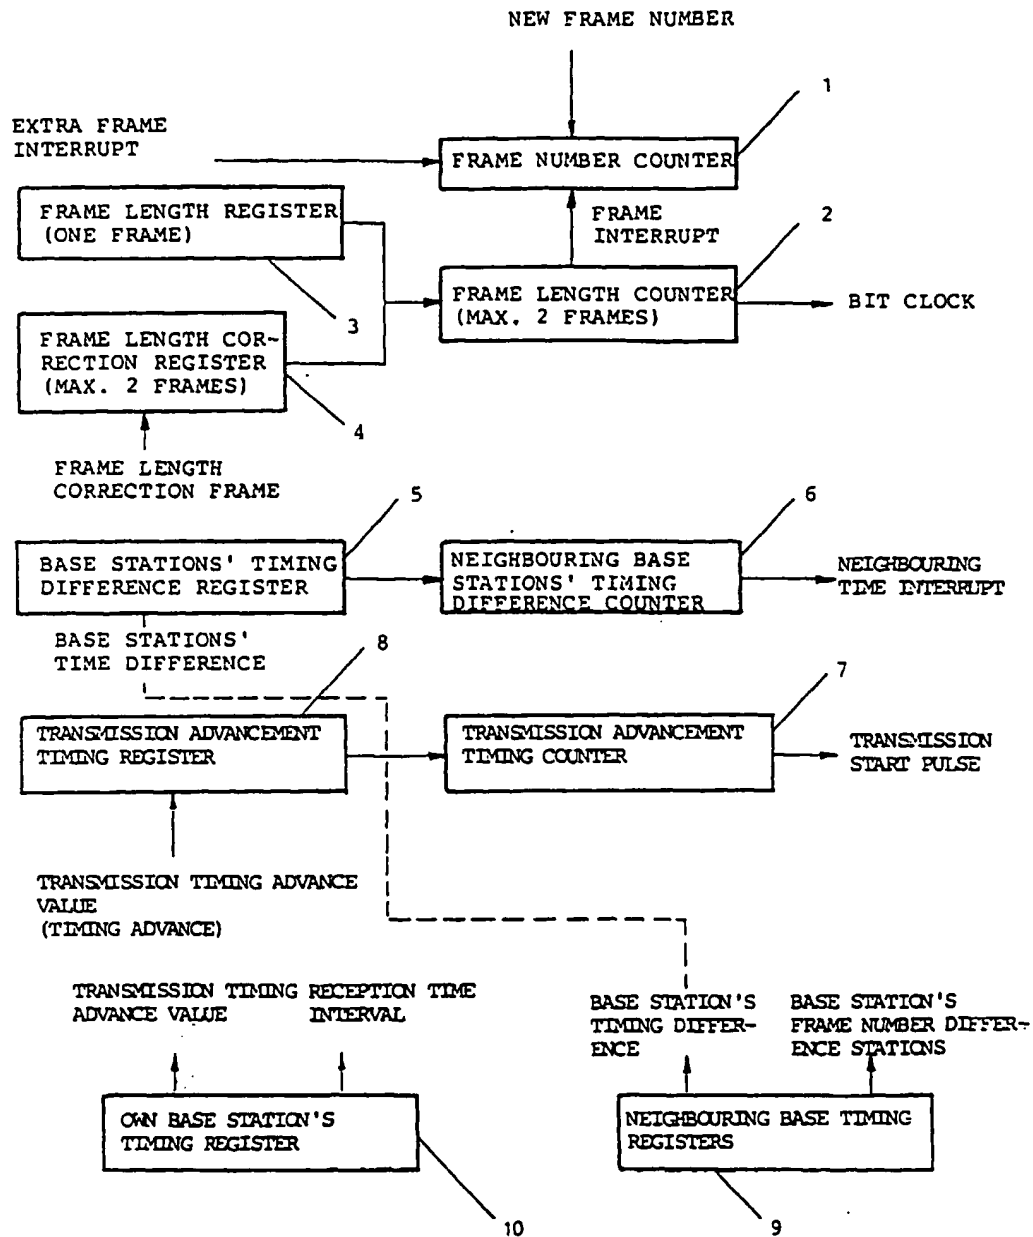 NEW FRAME NUMBER
1
EXTRA FRAME
INTERRUPT
FRAME NUMBER COUNTER
FRAME LENGTH REGISTER
(ONE FRAME)
FRAME
INTERRUPT
2
3
FRAME LENGTH COUNTER
(MAX. 2 FRAMES)
BIT CLOCK
FRAME LENGTH COR-
RECTION REGISTER
(MAX. 2 FRAMES)
4
FRAME LENGTH
CORRECTION FRAME
5
6
BASE STATIONS' TIMING
DIFFERENCE REGISTER
NEIGHBOURING BASE
STATIONS' TIMING
DIFFERENCE COUNTER
NEIGHBOURING
TIME INTERRUPT
BASE STATIONS'
TIME DIFFERENCE
8
7
TRANSMISSION ADVANCEMENT
TIMING REGISTER
TRANSMISSION ADVANCEMENT
TIMING COUNTER
TRANSMISSION
START PULSE
TRANSMISSION TIMING ADVANCE
VALUE
(TIMING ADVANCE)
TRANSMISSION TIMING
ADVANCE VALUE
RECEPTION TIME
INTERVAL
BASE STATION'S
TIMING DIFFER-
ENCE
BASE STATION'S
FRAME NUMBER DIFFER-
ENCE STATIONS
OWN BASE STATION'S
TIMING REGISTER
NEIGHBOURING BASE TIMING
REGISTERS
10
9